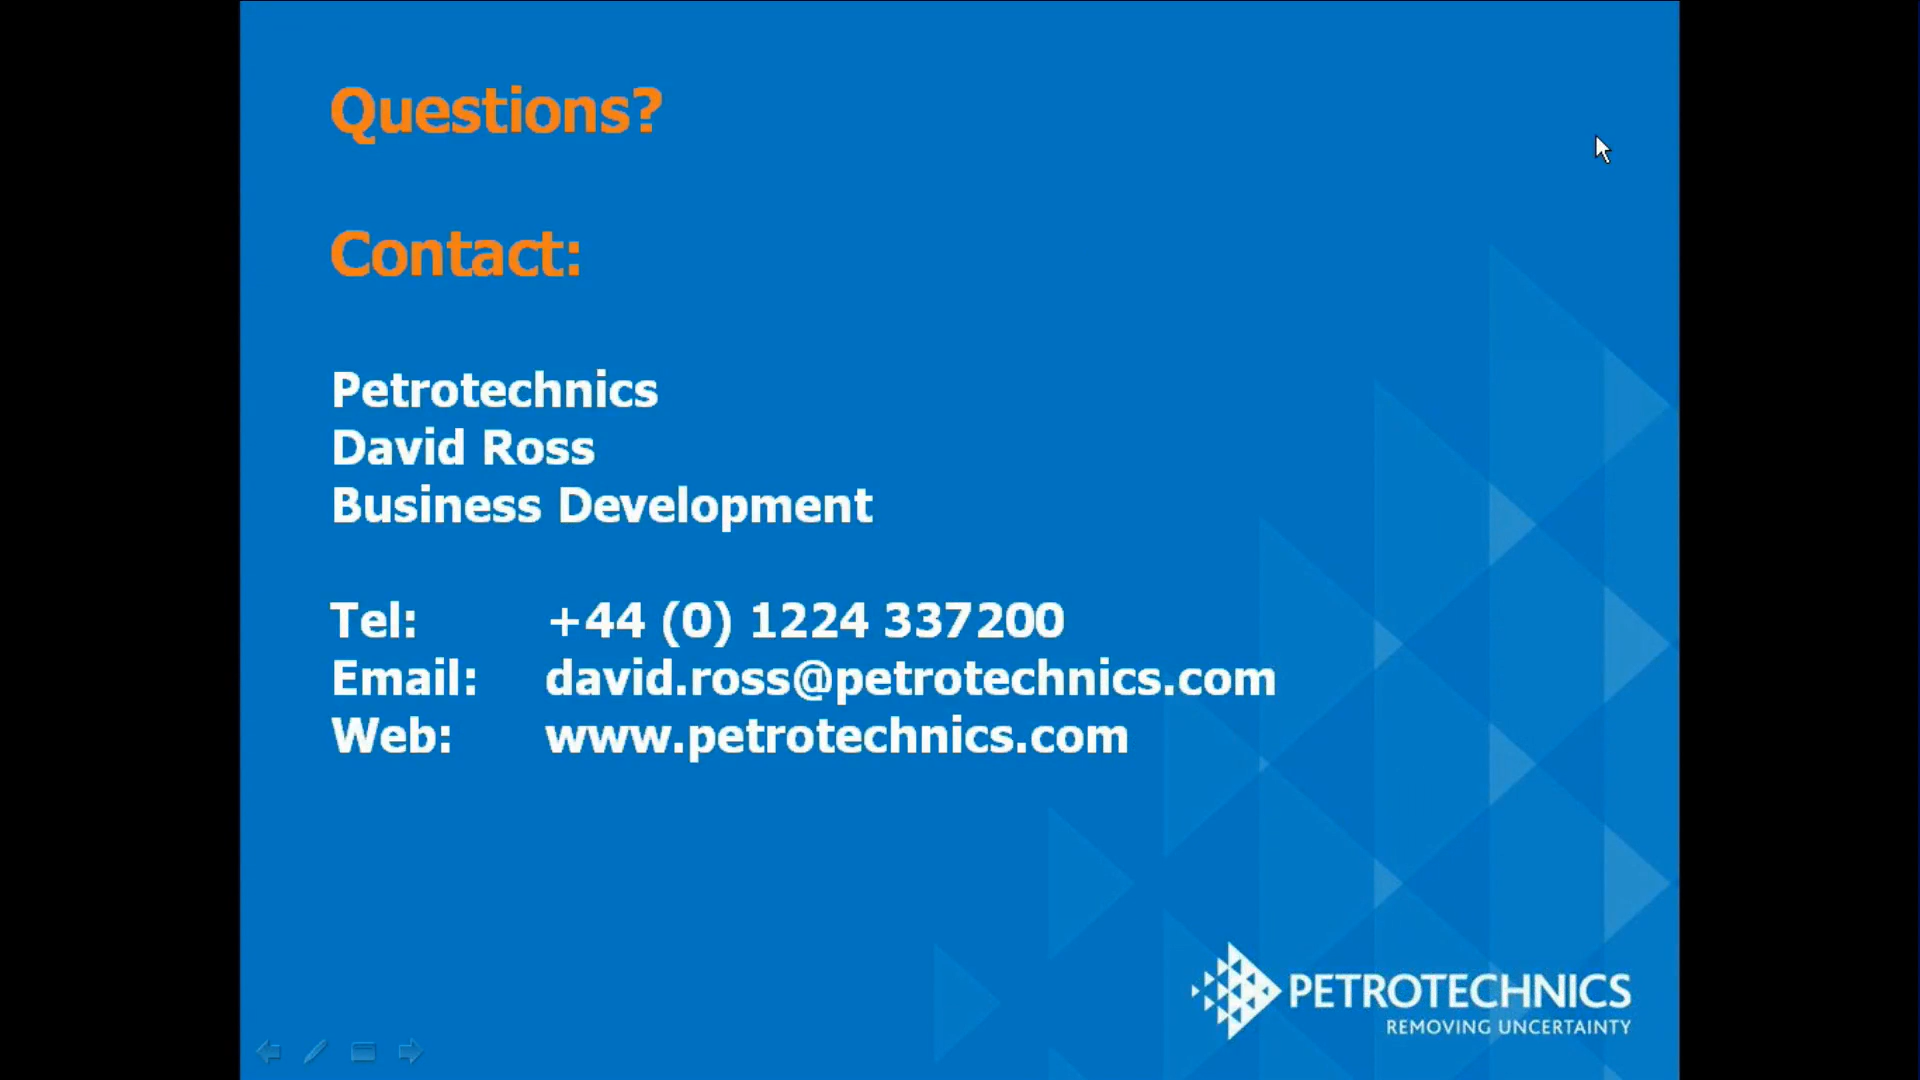 Questions?
Contact:
Petrotechnics
David Ross
Business Development
Tel: +44 (0) 1224 337200
Email: david.ross@petrotechnics.com
Web: www.petrotechnics.com
PETROTECHNICS
REMOVING UNCERTAINTY